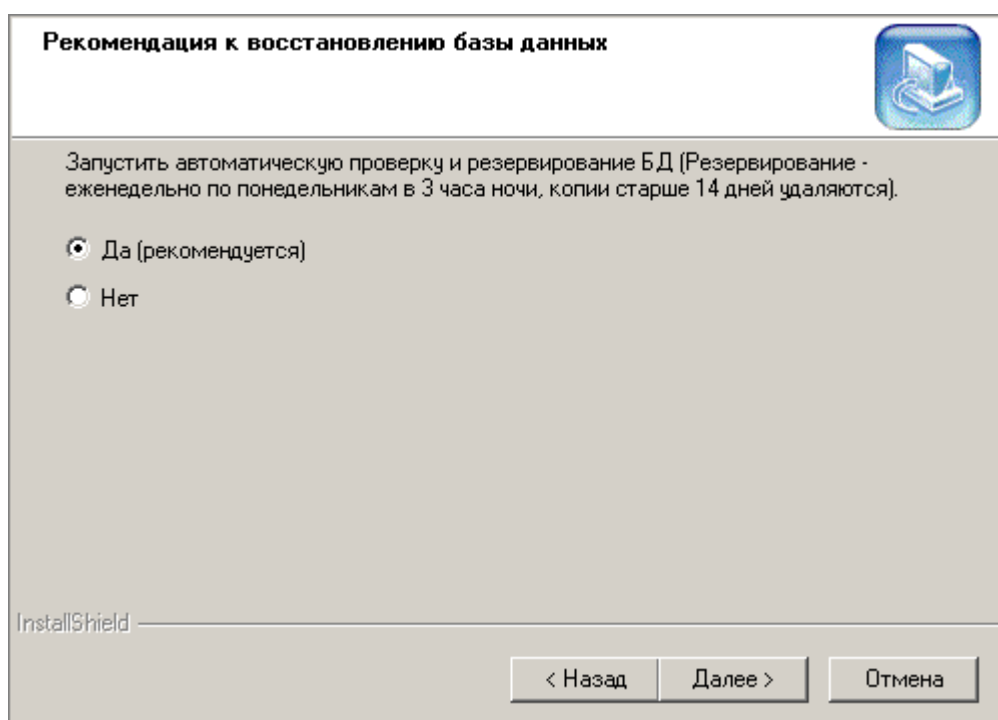 Рекомендация к восстановлению базы данных
Запустить автоматическую проверку и резервирование БД (Резервирование -
еженедельно по понедельникам в 3 часа ночи, копии старше 14 дней удаляются).
Да (рекомендуется)
Нет
InstallShield
< Назад
Далее >
Отмена